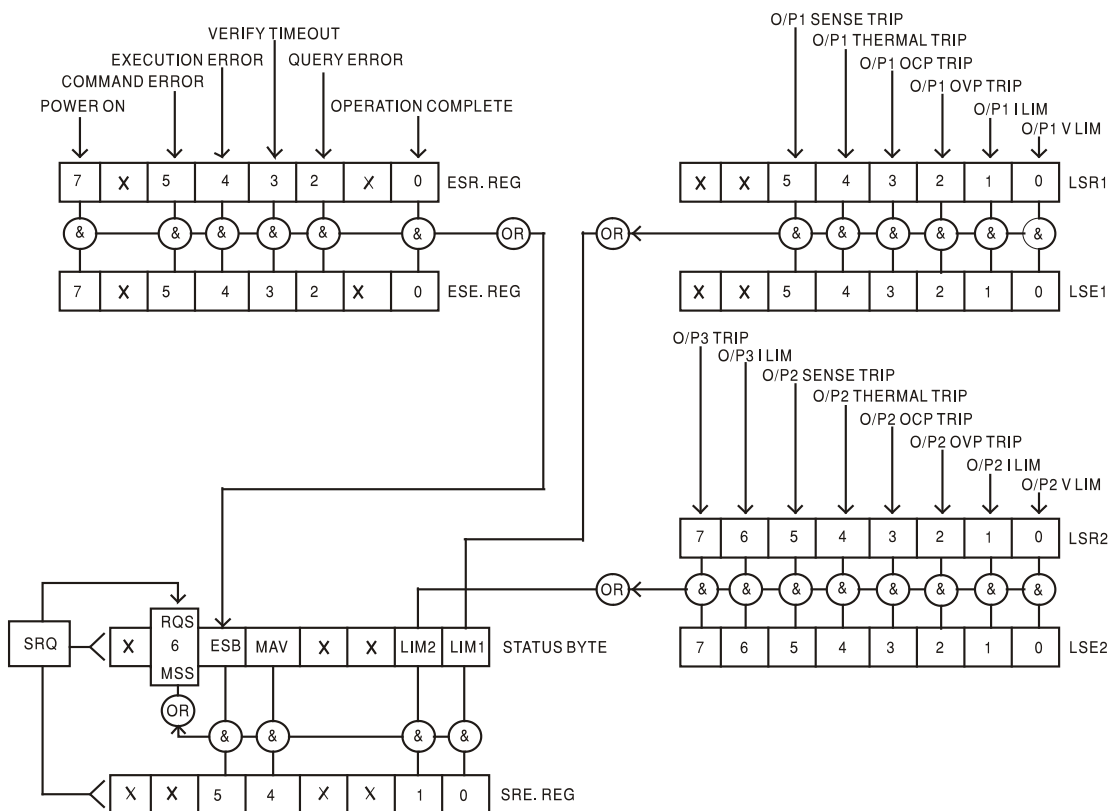 O/P1 SENSE TRIP
VERIFY TIMEOUT
O/P1 THERMAL TRIP
EXECUTION ERROR QUERY ERROR
O/P1 OCP TRIP
COMMAND ERROR
O/P1 OVP TRIP
POWER ON OPERATION COMPLETE
O/P1 I LIM
O/P1 V LIM
7 X 5 4 3 2 X 0 ESR. REG
X X 5 4 3 2 1 0 LSR1
& & & & & & OR
OR & & & & & &
7 X 5 4 3 2 X 0 ESE. REG
X X 5 4 3 2 1 0 LSE1
O/P3 TRIP
O/P3 I LIM
O/P2 SENSE TRIP
O/P2 THERMAL TRIP
O/P2 OCP TRIP
O/P2 OVP TRIP
O/P2 I LIM
O/P2 V LIM
7 6 5 4 3 2 1 0 LSR2
OR & & & & & & & &
7 6 5 4 3 2 1 0 LSE2
SRQ
RQS
X 6 ESB MAV X X LIM2 LIM1 STATUS BYTE
MSS
OR
& & & &
X X 5 4 X X 1 0 SRE. REG